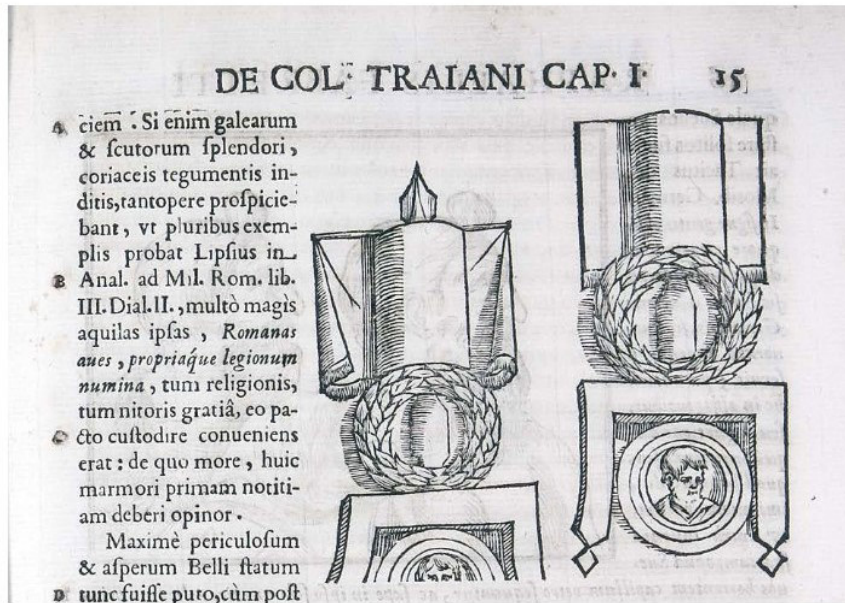 DE COL· TRAIANI CAP· I· 15
A ciem . Si enim galearum
& scutorum splendori ,
coriaceis tegumentis in-
ditis,tantopere prospicie-
bant , vt pluribus exem-
plis probat Lipsius in
B Anal. ad Mil. Rom. lib.
III. Dial.II. ,multò magis
aquilas ipsas , Romanas
aues , propriáque legionum
numina , tum religionis,
tum nitoris gratiâ, eo pa-
C cto custodire conueniens
erat : de quo more , huic
marmori primam notiti-
am deberi opinor .
Maximè periculosum
& asperum Belli statum
D tunc fuisse puto,cùm post